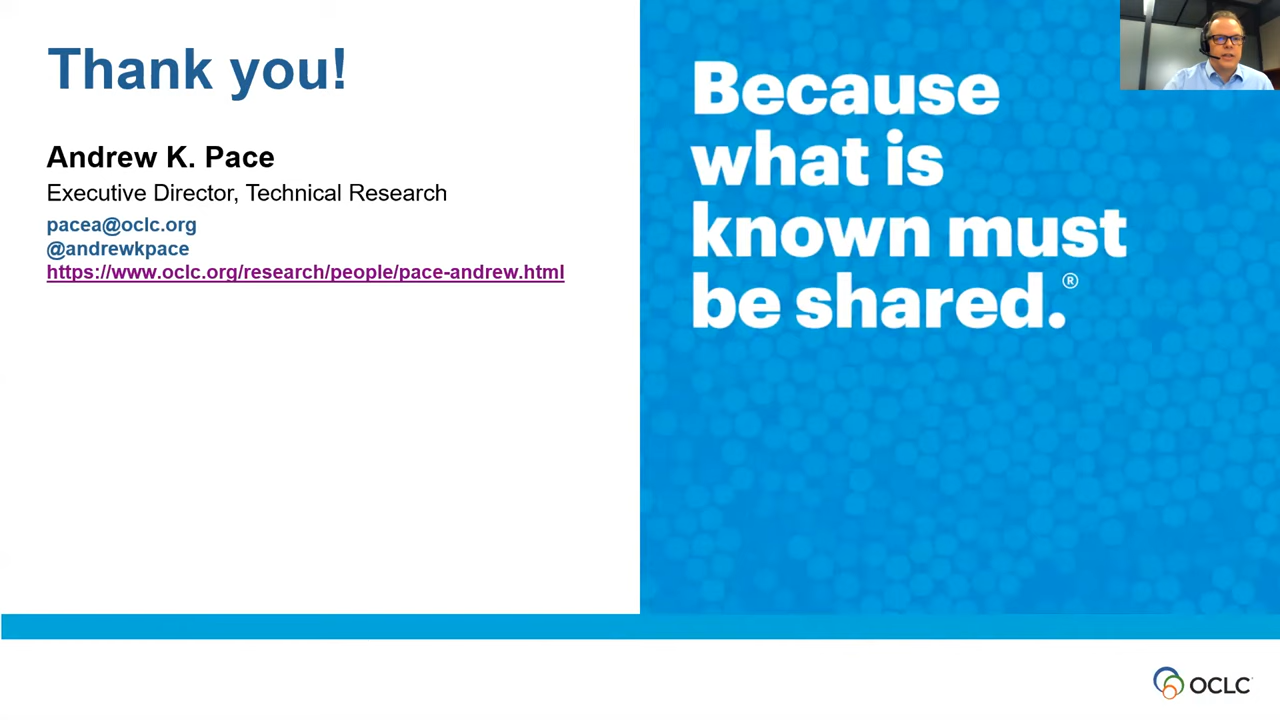 Thank you!
Andrew K. Pace
Executive Director, Technical Research
pacea@oclc.org
@andrewkpace
https://www.oclc.org/research/people/pace-andrew.html
Because
what is
known must
be shared.®
OCLC